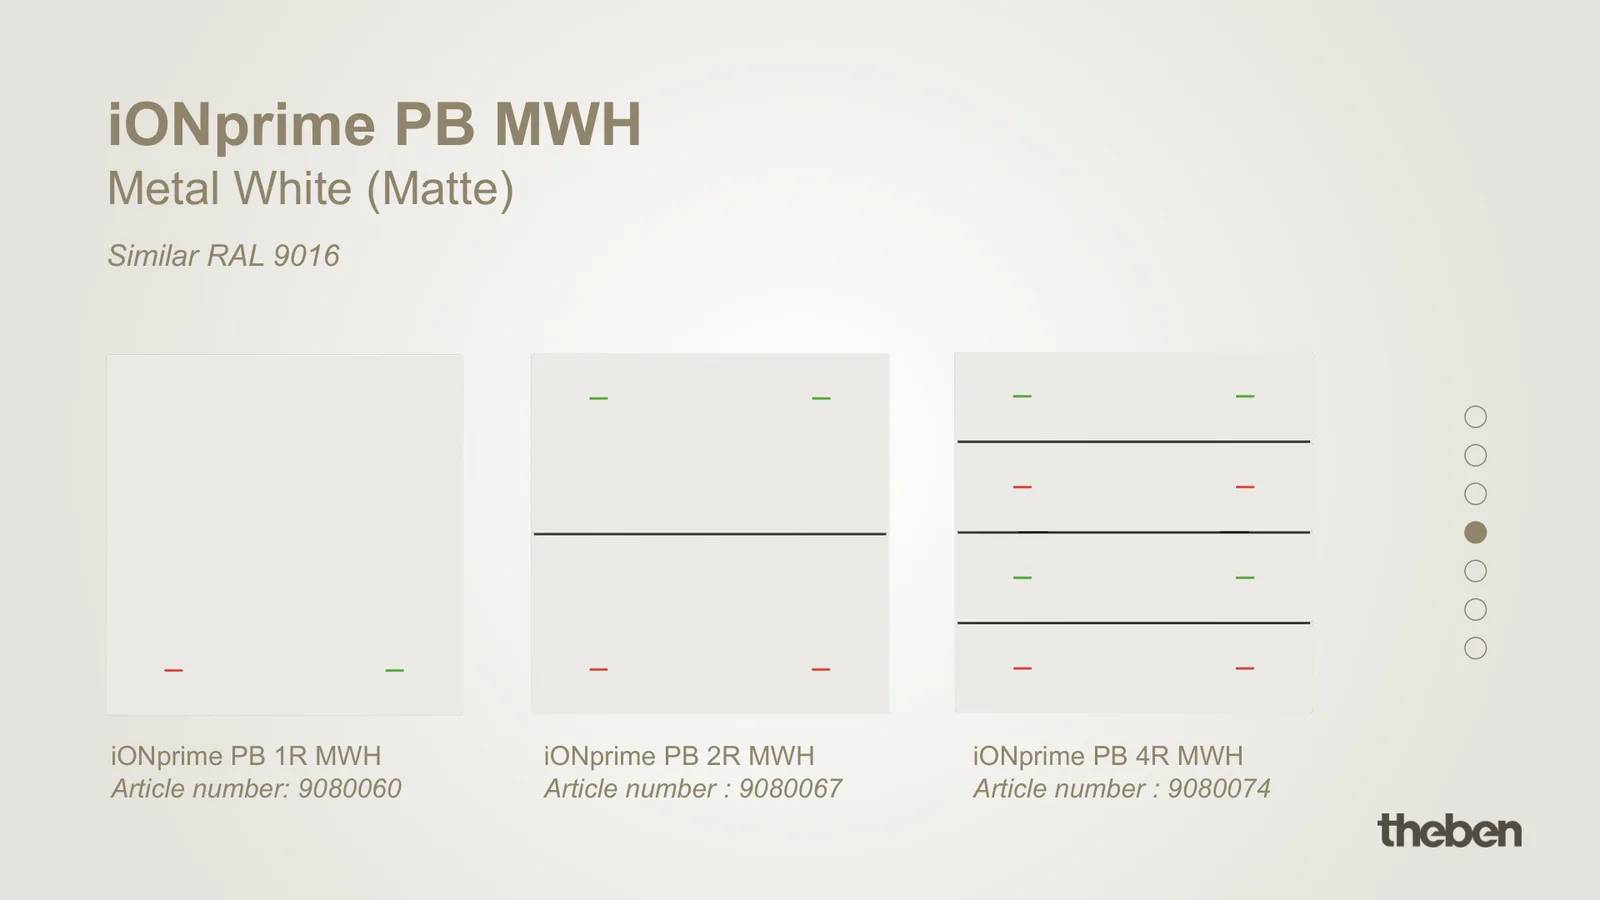 iONprime PB MWH
Metal White (Matte)
Similar RAL 9016
iONprime PB 1R MWH
Article number: 9080060
iONprime PB 2R MWH
Article number : 9080067
iONprime PB 4R MWH
Article number : 9080074
theben